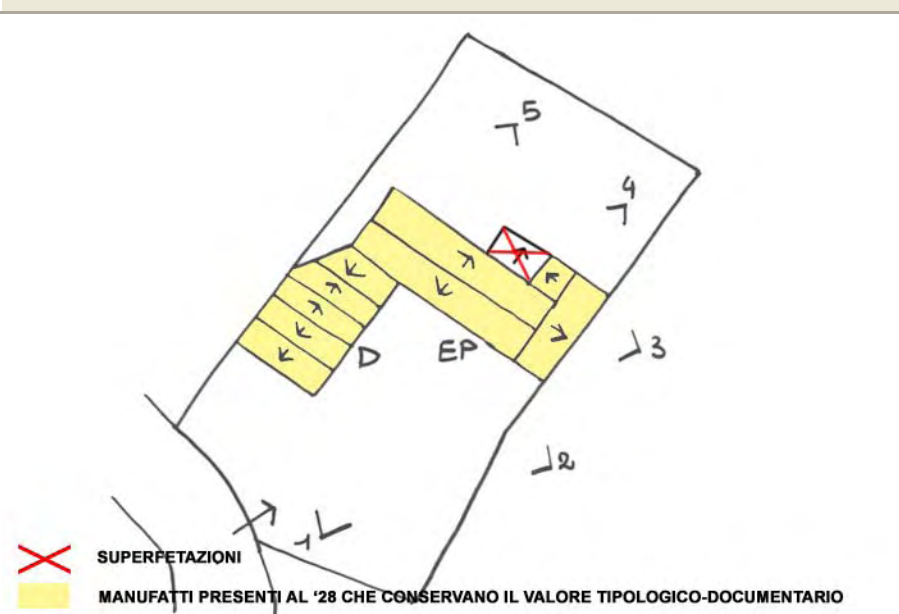 5
4
3
D
EP
2
1
SUPERFETAZIONI
MANUFATTI PRESENTI AL '28 CHE CONSERVANO IL VALORE TIPOLOGICO-DOCUMENTARIO